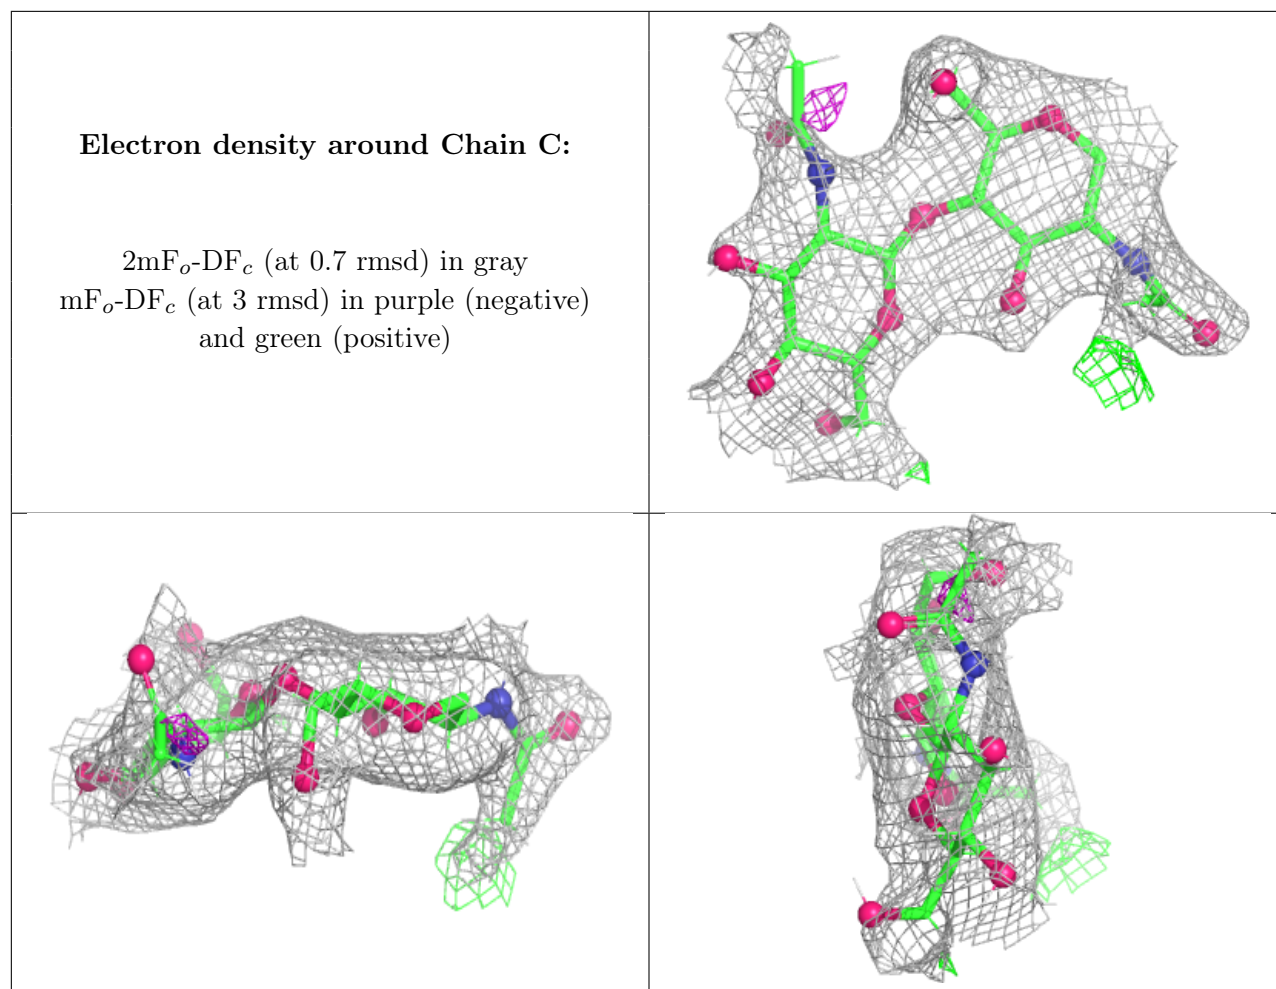 Electron density around Chain C:
2mFₒ-DF𝒸 (at 0.7 rmsd) in gray
mFₒ-DF𝒸 (at 3 rmsd) in purple (negative)
and green (positive)